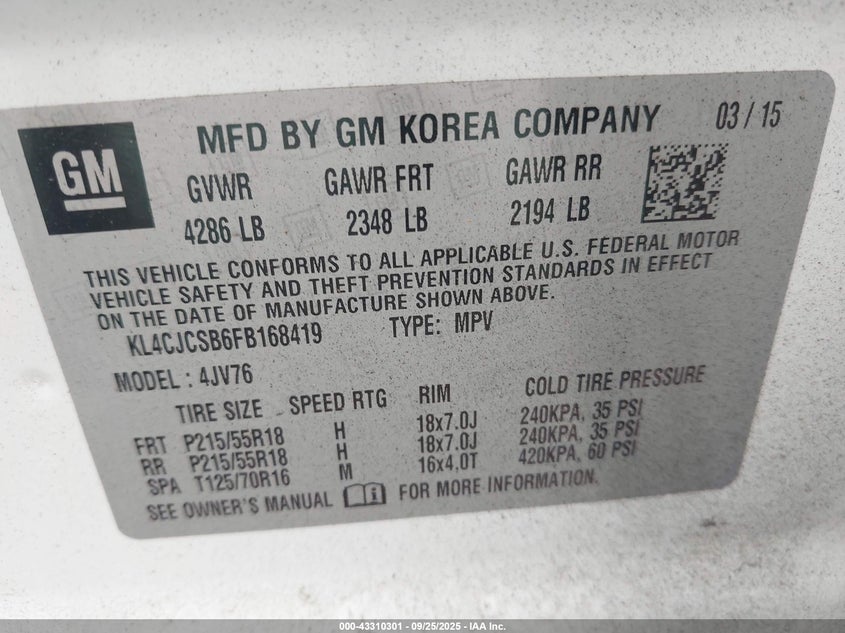 GM
MFD BY GM KOREA COMPANY 03 / 15
GVWR GAWR FRT GAWR RR
4286 LB 2348 LB 2194 LB
THIS VEHICLE CONFORMS TO ALL APPLICABLE U.S. FEDERAL MOTOR
VEHICLE SAFETY AND THEFT PREVENTION STANDARDS IN EFFECT
ON THE DATE OF MANUFACTURE SHOWN ABOVE.
KL4CJCSB6FB168419 TYPE: MPV
MODEL : 4JV76
TIRE SIZE SPEED RTG RIM COLD TIRE PRESSURE
FRT P215/55R18 H 18x7.0J 240KPA, 35 PSI
RR P215/55R18 H 18x7.0J 240KPA, 35 PSI
SPA T125/70R16 M 16x4.0T 420KPA, 60 PSI
SEE OWNER'S MANUAL FOR MORE INFORMATION.
000-43310301 - 09/25/2025 - IAA Inc.